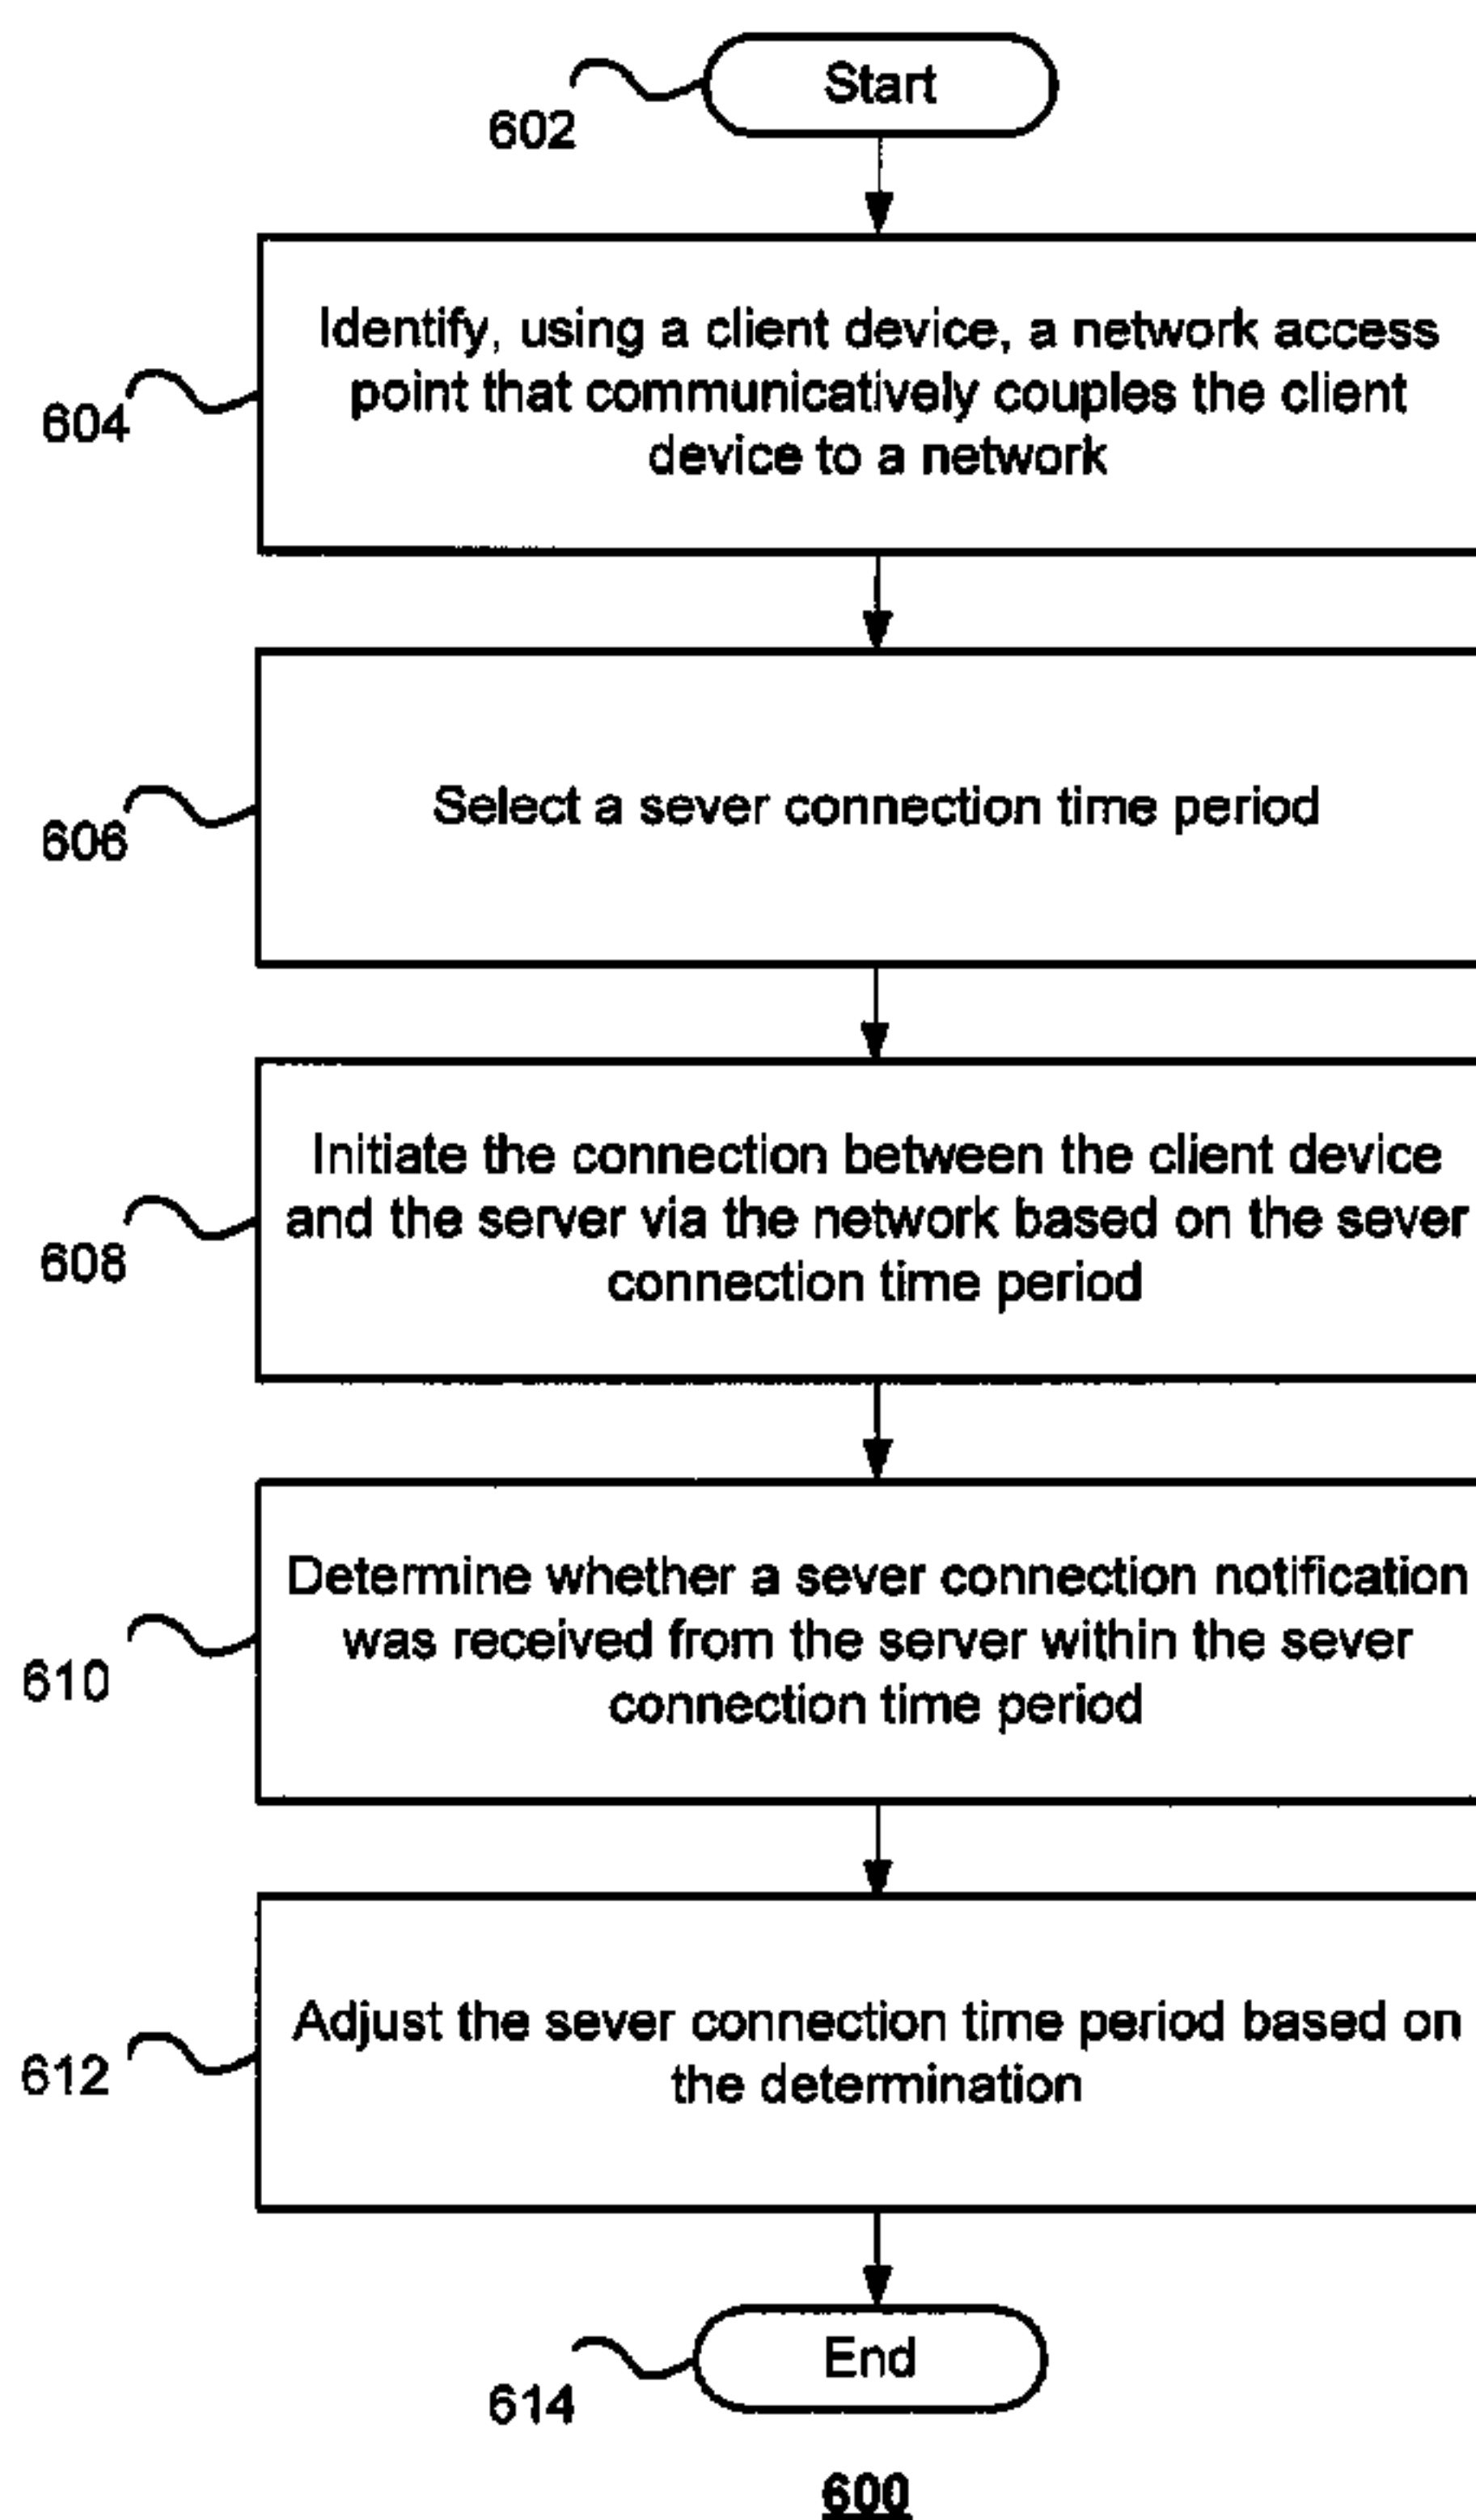 Start
602
Identify, using a client device, a network access
point that communicatively couples the client
device to a network
604
Select a sever connection time period
606
Initiate the connection between the client device
and the server via the network based on the sever
connection time period
608
Determine whether a sever connection notification
was received from the server within the sever
connection time period
610
Adjust the sever connection time period based on
the determination
612
End
614
600